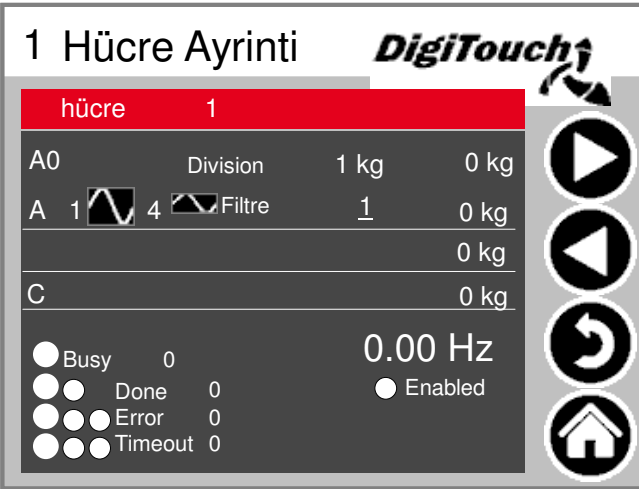 1 Hücre Ayrinti DigiTouch
hücre 1
A0 Division 1 kg 0 kg
A 1 4 Filtre 1 0 kg
0 kg
C 0 kg
0.00 Hz
Busy 0
Done 0 Enabled
Error 0
Timeout 0